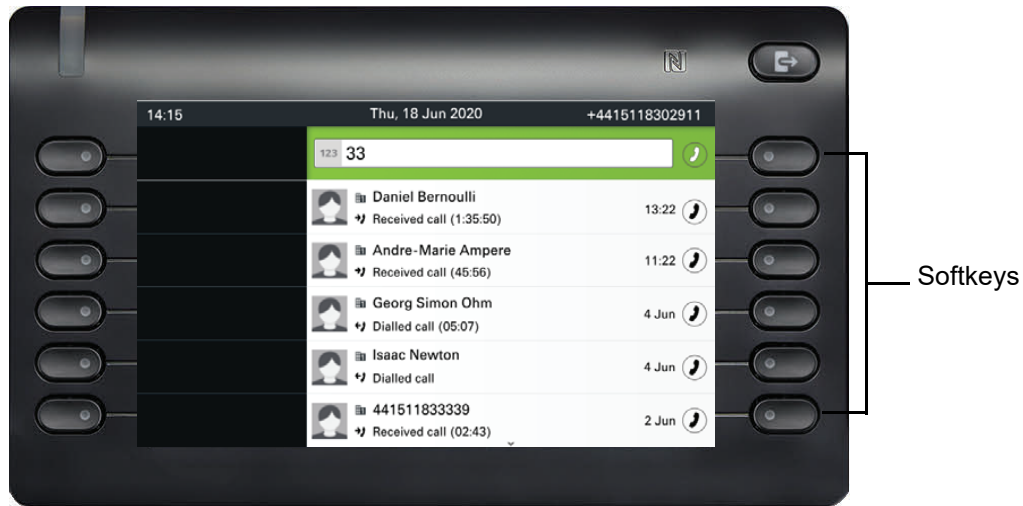 14:15 Thu, 18 Jun 2020 +4415118302911
123 33
Daniel Bernoulli
Received call (1:35:50) 13:22
Andre-Marie Ampere
Received call (45:56) 11:22
Georg Simon Ohm
Dialled call (05:07) 4 Jun
Isaac Newton
Dialled call 4 Jun
441511833339
Received call (02:43) 2 Jun
Softkeys